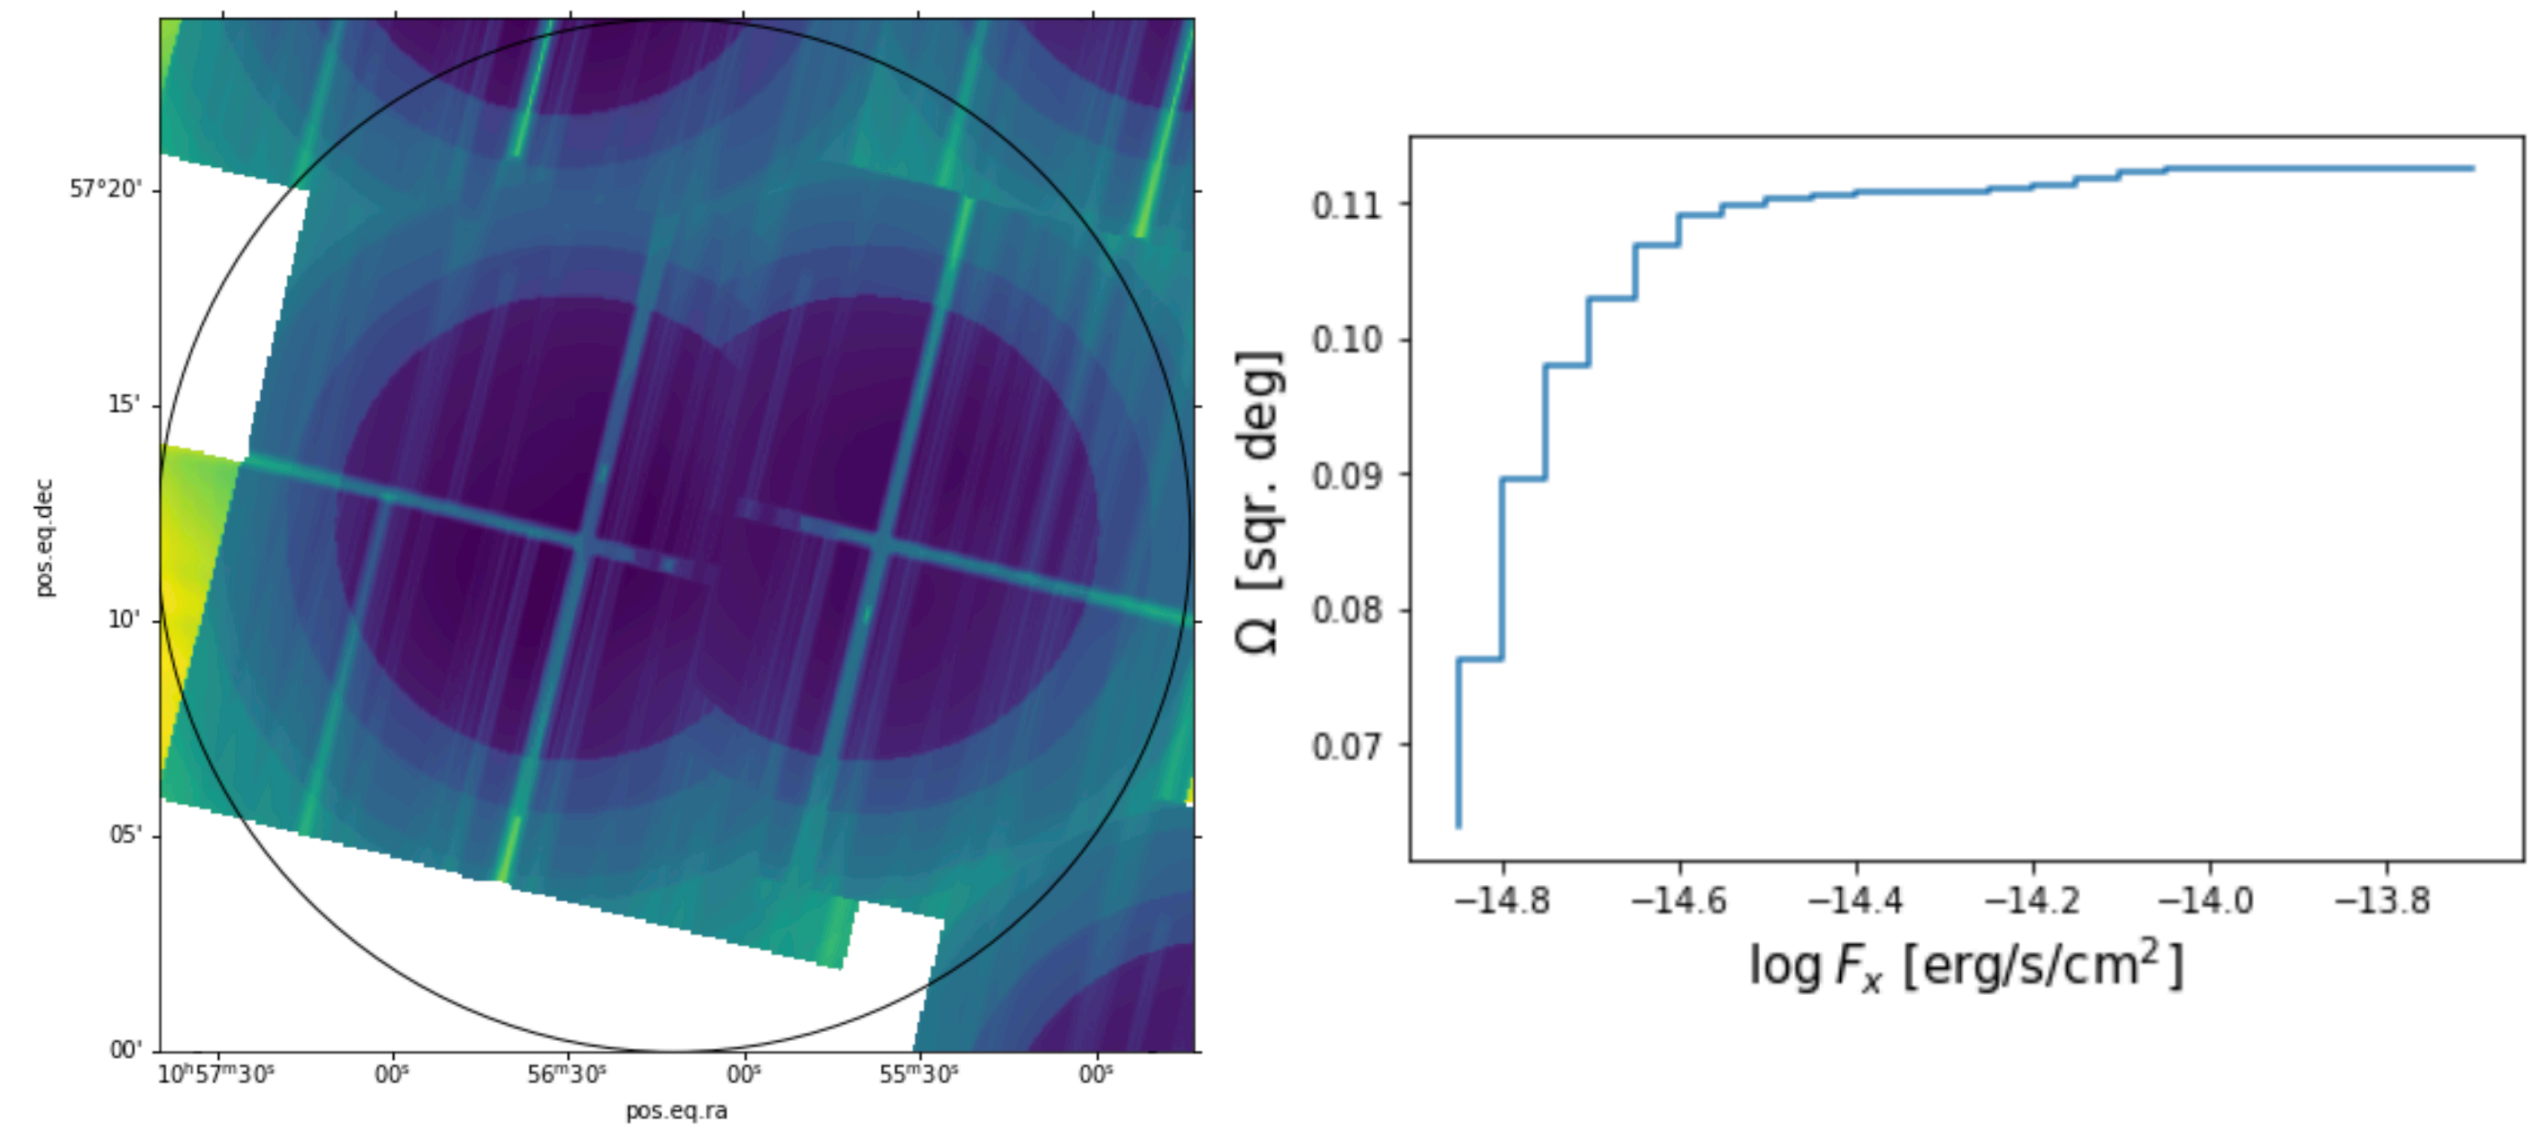 57°20'
15'
10'
05'
00'
pos.eq.dec
10ʰ57ᵐ30ˢ 00ˢ 56ᵐ30ˢ 00ˢ 55ᵐ30ˢ 00ˢ
pos.eq.ra
0.11
0.10
0.09
0.08
0.07
Ω [sqr. deg]
−14.8 −14.6 −14.4 −14.2 −14.0 −13.8
log Fₓ [erg/s/cm²]